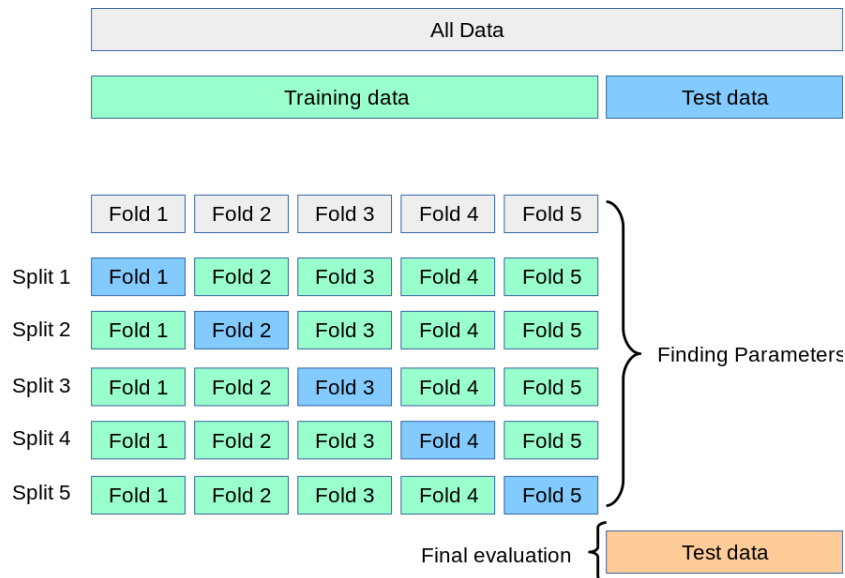 All Data
Training data Test data
Fold 1 Fold 2 Fold 3 Fold 4 Fold 5
Split 1 Fold 1 Fold 2 Fold 3 Fold 4 Fold 5
Split 2 Fold 1 Fold 2 Fold 3 Fold 4 Fold 5
Finding Parameters
Split 3 Fold 1 Fold 2 Fold 3 Fold 4 Fold 5
Split 4 Fold 1 Fold 2 Fold 3 Fold 4 Fold 5
Split 5 Fold 1 Fold 2 Fold 3 Fold 4 Fold 5
Final evaluation Test data